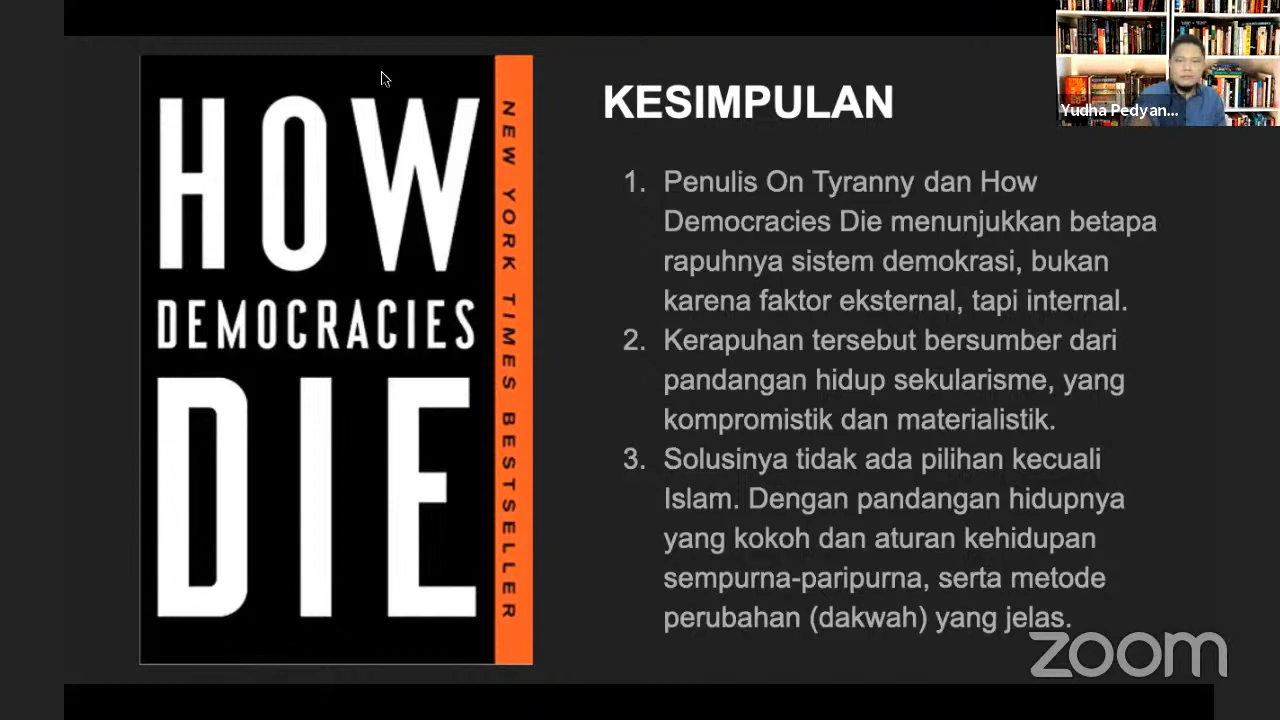 HOW
DEMOCRACIES
DIE
NEW YORK TIMES BESTSELLER
KESIMPULAN
1. Penulis On Tyranny dan How
Democracies Die menunjukkan betapa
rapuhnya sistem demokrasi, bukan
karena faktor eksternal, tapi internal.
2. Kerapuhan tersebut bersumber dari
pandangan hidup sekularisme, yang
kompromistik dan materialistik.
3. Solusinya tidak ada pilihan kecuali
Islam. Dengan pandangan hidupnya
yang kokoh dan aturan kehidupan
sempurna-paripurna, serta metode
perubahan (dakwah) yang jelas.
Yudha Pedyan...
zoom